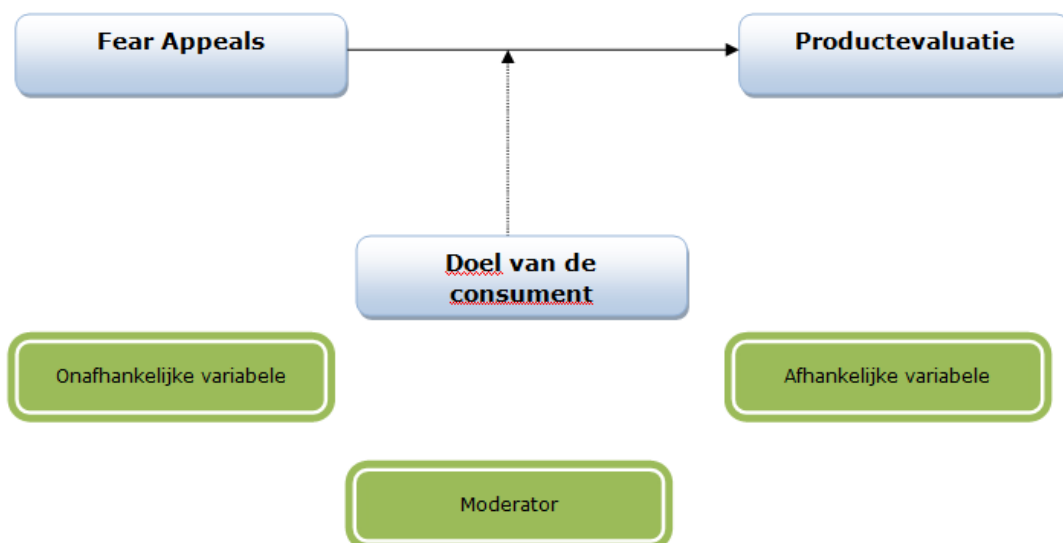 Fear Appeals
Productevaluatie
Doel van de
consument
Onafhankelijke variabele
Afhankelijke variabele
Moderator